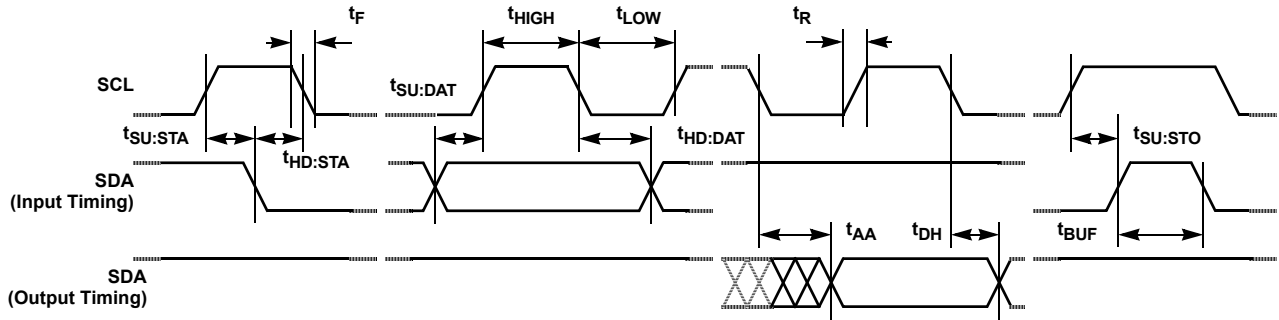 tF
tHIGH
tLOW
tR
SCL
tSU:DAT
tSU:STA
tHD:STA
tHD:DAT
tSU:STO
SDA
(Input Timing)
tAA
tDH
tBUF
SDA
(Output Timing)